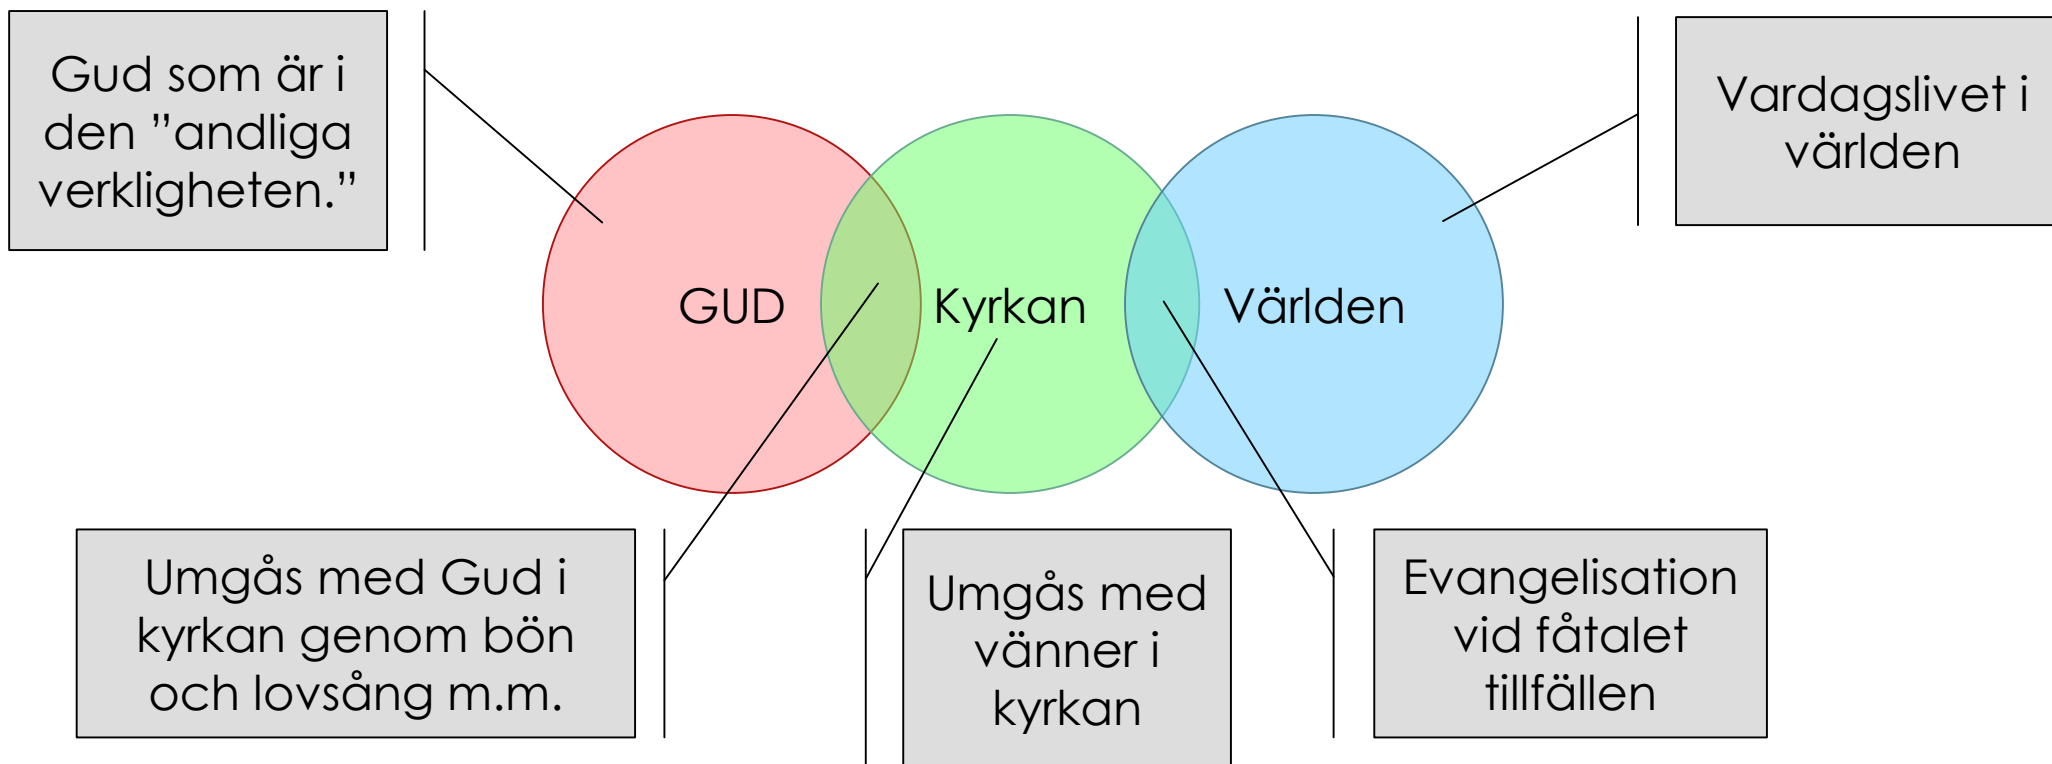 Gud som är i
den ”andliga
verkligheten.”
Vardagslivet i
världen
GUD
Kyrkan
Världen
Umgås med Gud i
kyrkan genom bön
och lovsång m.m.
Umgås med
vänner i
kyrkan
Evangelisation
vid fåtalet
tillfällen